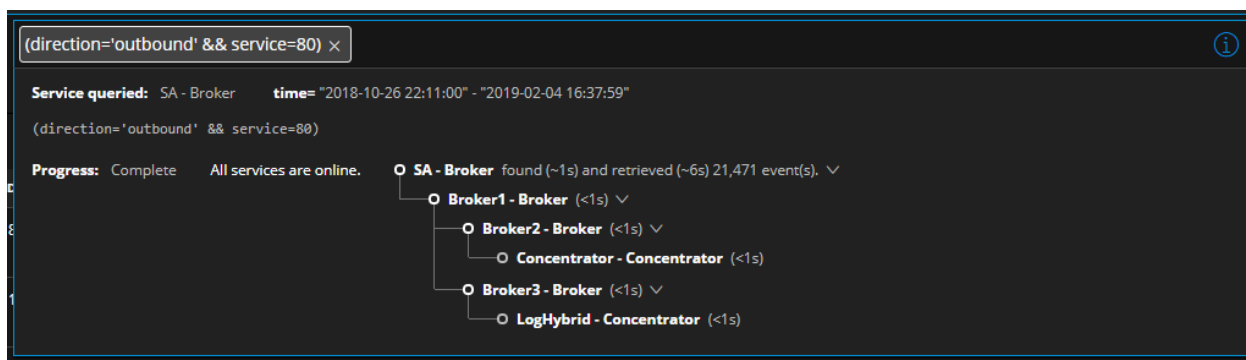 (direction='outbound' && service=80) ×
Service queried: SA - Broker time= "2018-10-26 22:11:00" - "2019-02-04 16:37:59"
(direction='outbound' && service=80)
Progress: Complete All services are online. SA - Broker found (~1s) and retrieved (~6s) 21,471 event(s).
Broker1 - Broker (<1s)
Broker2 - Broker (<1s)
Concentrator - Concentrator (<1s)
Broker3 - Broker (<1s)
LogHybrid - Concentrator (<1s)